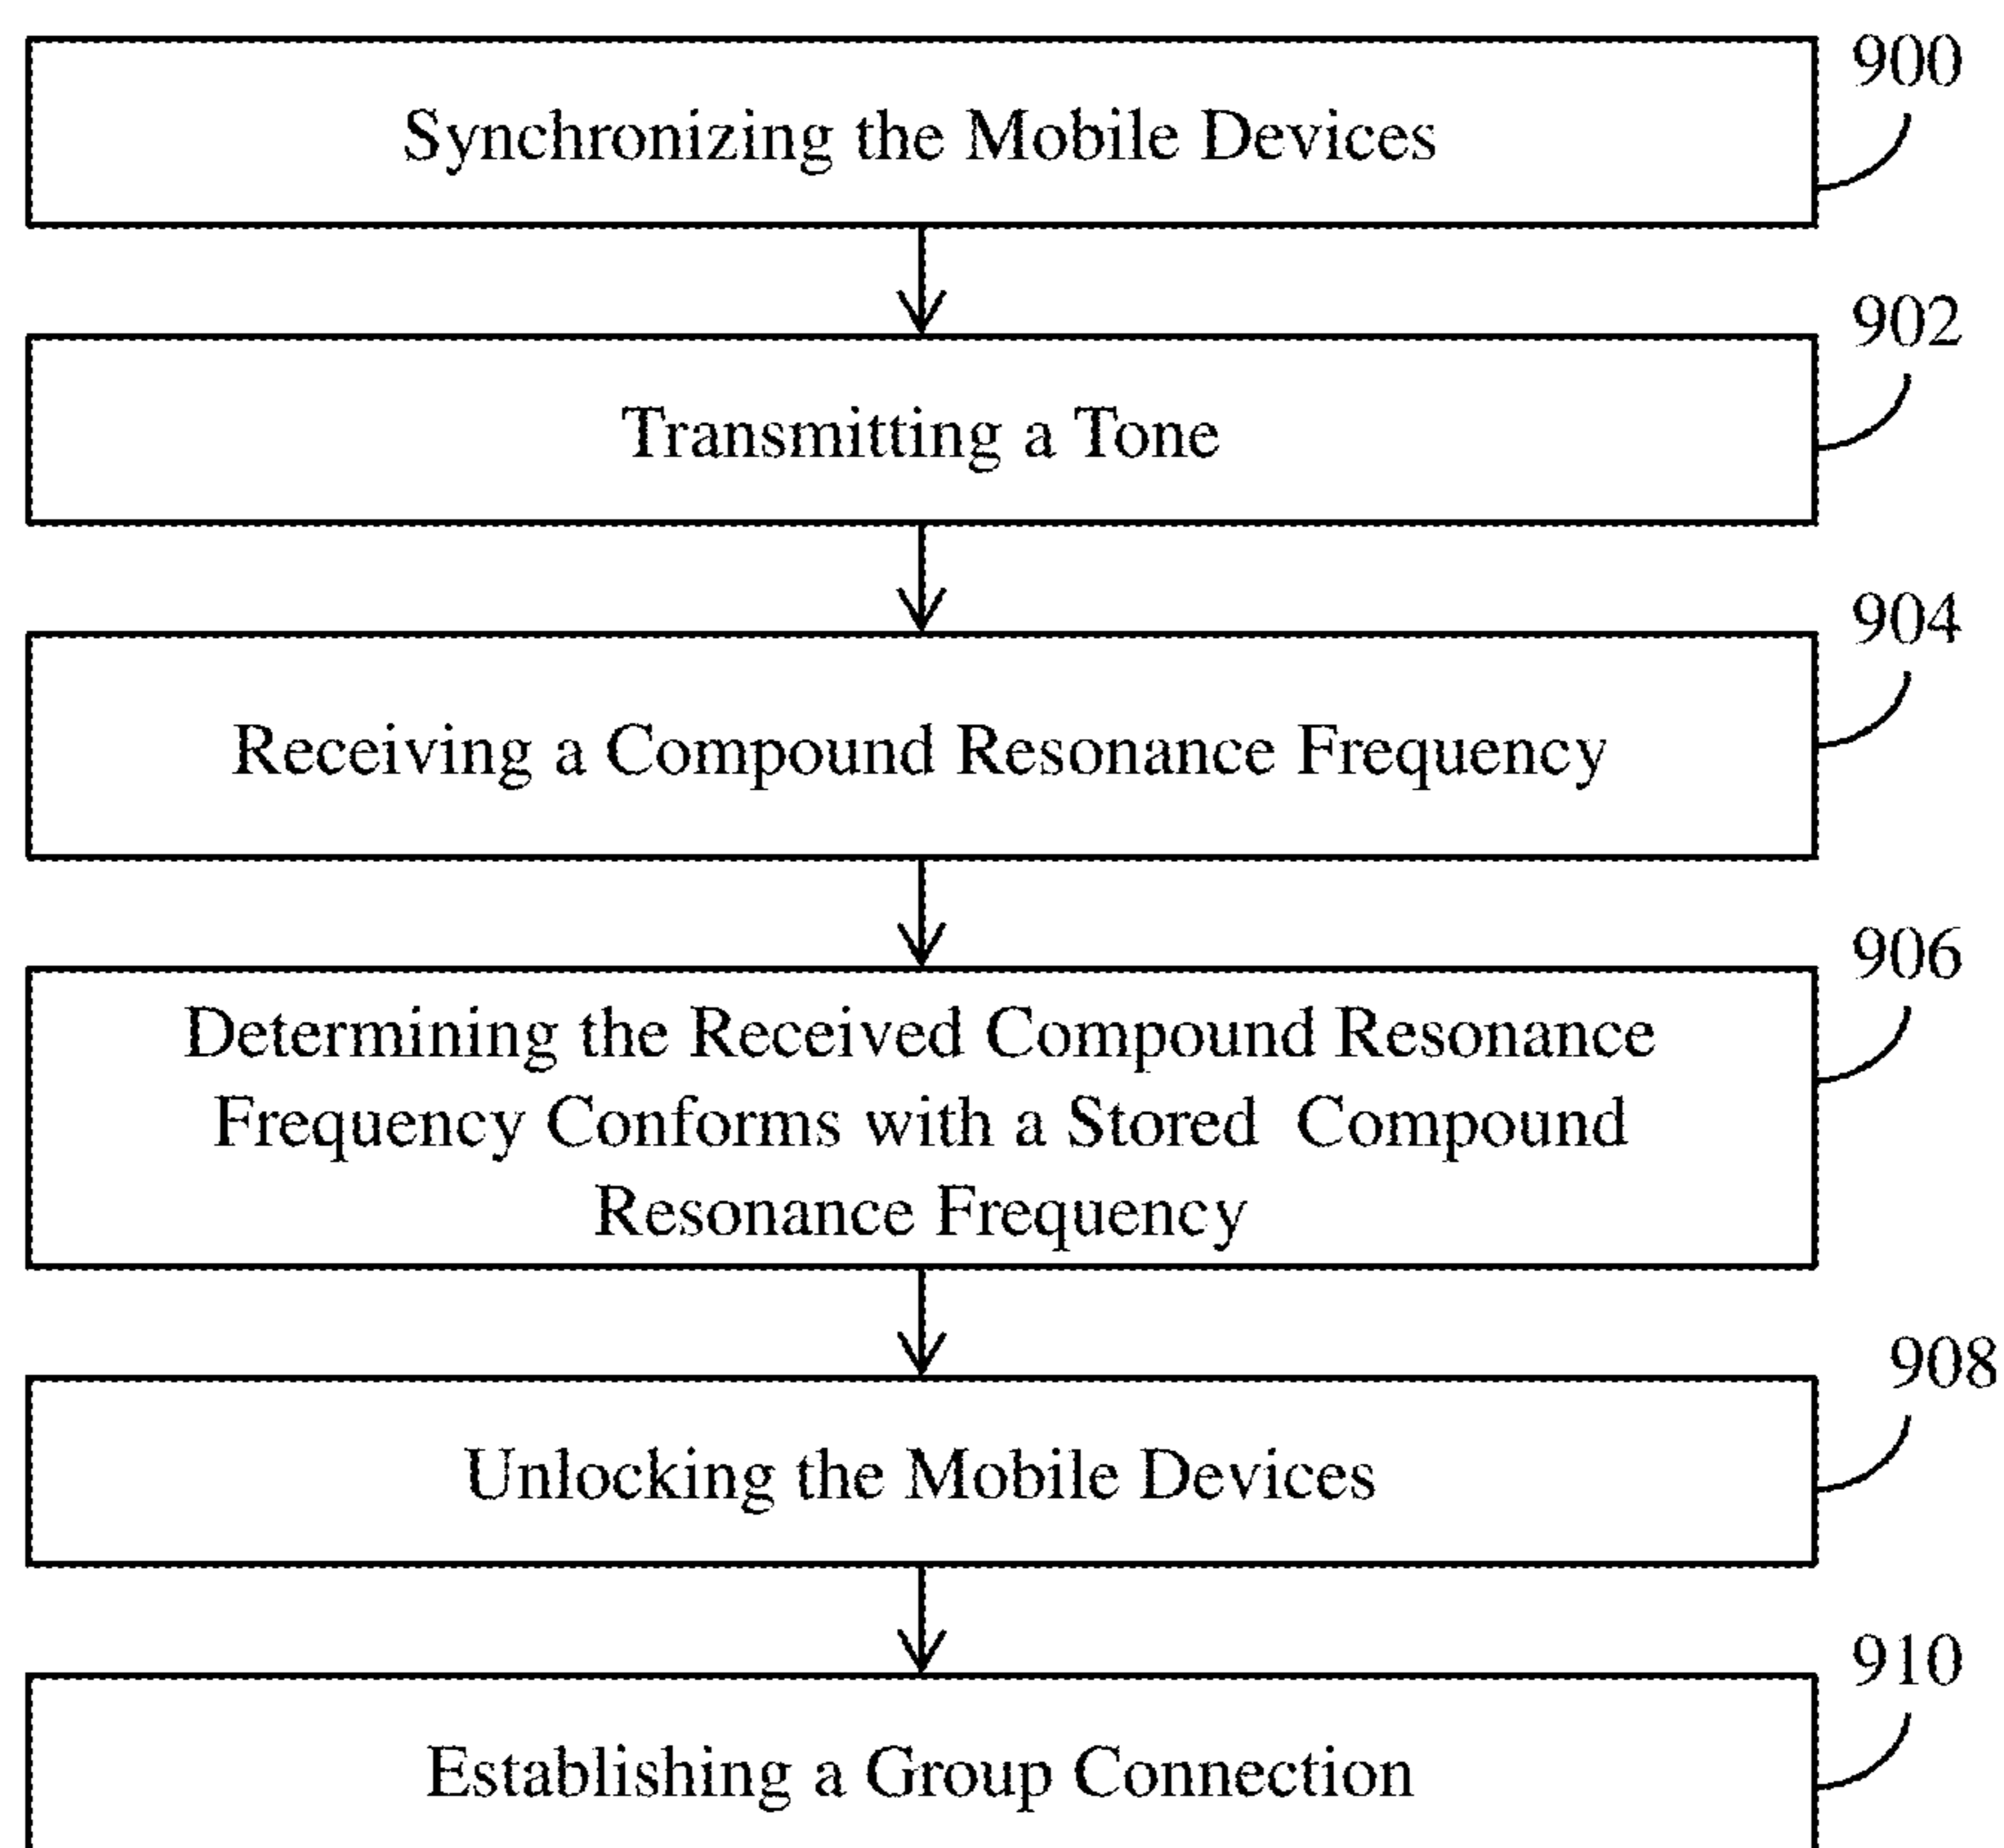 900
Synchronizing the Mobile Devices
902
Transmitting a Tone
904
Receiving a Compound Resonance Frequency
906
Determining the Received Compound Resonance
Frequency Conforms with a Stored Compound
Resonance Frequency
908
Unlocking the Mobile Devices
910
Establishing a Group Connection